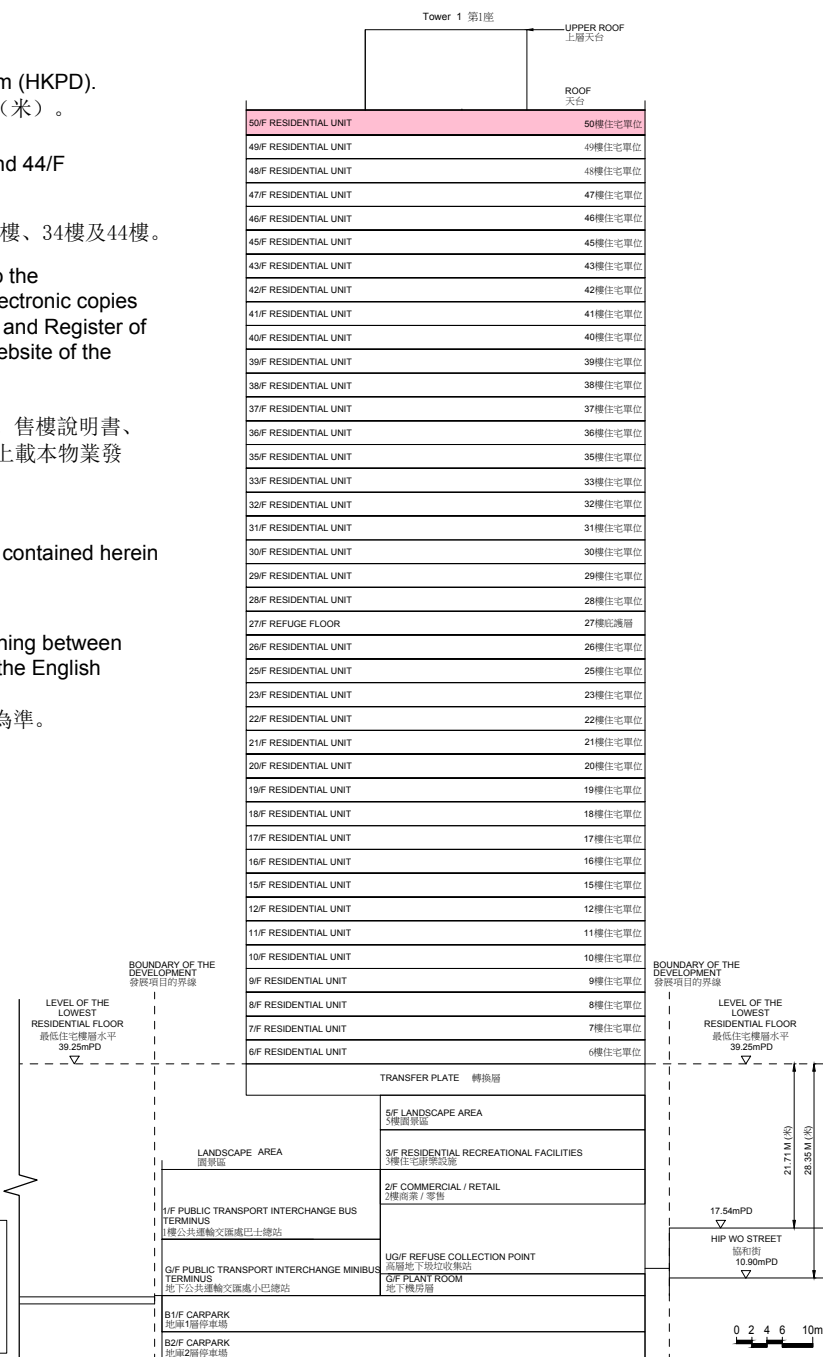 Tower 1 第1座
UPPER ROOF
上層天台
m (HKPD).
（米）。
ROOF
天台
nd 44/F
樓、34樓及44樓。
o the
ectronic copies
and Register of
ebsite of the
售樓說明書、
上載本物業發
contained herein
ning between
the English
為準。
50/F RESIDENTIAL UNIT 50樓住宅單位
49/F RESIDENTIAL UNIT 49樓住宅單位
48/F RESIDENTIAL UNIT 48樓住宅單位
47/F RESIDENTIAL UNIT 47樓住宅單位
46/F RESIDENTIAL UNIT 46樓住宅單位
45/F RESIDENTIAL UNIT 45樓住宅單位
43/F RESIDENTIAL UNIT 43樓住宅單位
42/F RESIDENTIAL UNIT 42樓住宅單位
41/F RESIDENTIAL UNIT 41樓住宅單位
40/F RESIDENTIAL UNIT 40樓住宅單位
39/F RESIDENTIAL UNIT 39樓住宅單位
38/F RESIDENTIAL UNIT 38樓住宅單位
37/F RESIDENTIAL UNIT 37樓住宅單位
36/F RESIDENTIAL UNIT 36樓住宅單位
35/F RESIDENTIAL UNIT 35樓住宅單位
33/F RESIDENTIAL UNIT 33樓住宅單位
32/F RESIDENTIAL UNIT 32樓住宅單位
31/F RESIDENTIAL UNIT 31樓住宅單位
30/F RESIDENTIAL UNIT 30樓住宅單位
29/F RESIDENTIAL UNIT 29樓住宅單位
28/F RESIDENTIAL UNIT 28樓住宅單位
27/F REFUGE FLOOR 27樓庇護層
26/F RESIDENTIAL UNIT 26樓住宅單位
25/F RESIDENTIAL UNIT 25樓住宅單位
23/F RESIDENTIAL UNIT 23樓住宅單位
22/F RESIDENTIAL UNIT 22樓住宅單位
21/F RESIDENTIAL UNIT 21樓住宅單位
20/F RESIDENTIAL UNIT 20樓住宅單位
19/F RESIDENTIAL UNIT 19樓住宅單位
18/F RESIDENTIAL UNIT 18樓住宅單位
17/F RESIDENTIAL UNIT 17樓住宅單位
16/F RESIDENTIAL UNIT 16樓住宅單位
15/F RESIDENTIAL UNIT 15樓住宅單位
12/F RESIDENTIAL UNIT 12樓住宅單位
11/F RESIDENTIAL UNIT 11樓住宅單位
10/F RESIDENTIAL UNIT 10樓住宅單位
9/F RESIDENTIAL UNIT 9樓住宅單位
8/F RESIDENTIAL UNIT 8樓住宅單位
7/F RESIDENTIAL UNIT 7樓住宅單位
6/F RESIDENTIAL UNIT 6樓住宅單位
BOUNDARY OF THE
DEVELOPMENT
發展項目的界線
LEVEL OF THE
LOWEST
RESIDENTIAL FLOOR
最低住宅樓層水平
39.25mPD
BOUNDARY OF THE
DEVELOPMENT
發展項目的界線
LEVEL OF THE
LOWEST
RESIDENTIAL FLOOR
最低住宅樓層水平
39.25mPD
TRANSFER PLATE 轉換層
5/F LANDSCAPE AREA
5樓園景區
LANDSCAPE AREA
園景區
3/F RESIDENTIAL RECREATIONAL FACILITIES
3樓住宅康樂設施
2/F COMMERCIAL / RETAIL
2樓商業 / 零售
1/F PUBLIC TRANSPORT INTERCHANGE BUS
TERMINUS
1樓公共運輸交匯處巴士總站
UG/F REFUSE COLLECTION POINT
高層地下圾垃收集站
G/F PUBLIC TRANSPORT INTERCHANGE MINIBUS
TERMINUS
地下公共運輸交匯處小巴總站
G/F PLANT ROOM
地下機房層
B1/F CARPARK
地庫1層停車場
B2/F CARPARK
地庫2層停車場
21.71 M (米)
28.35 M (米)
17.54mPD
HIP WO STREET
協和街
10.90mPD
0 2 4 6 10m